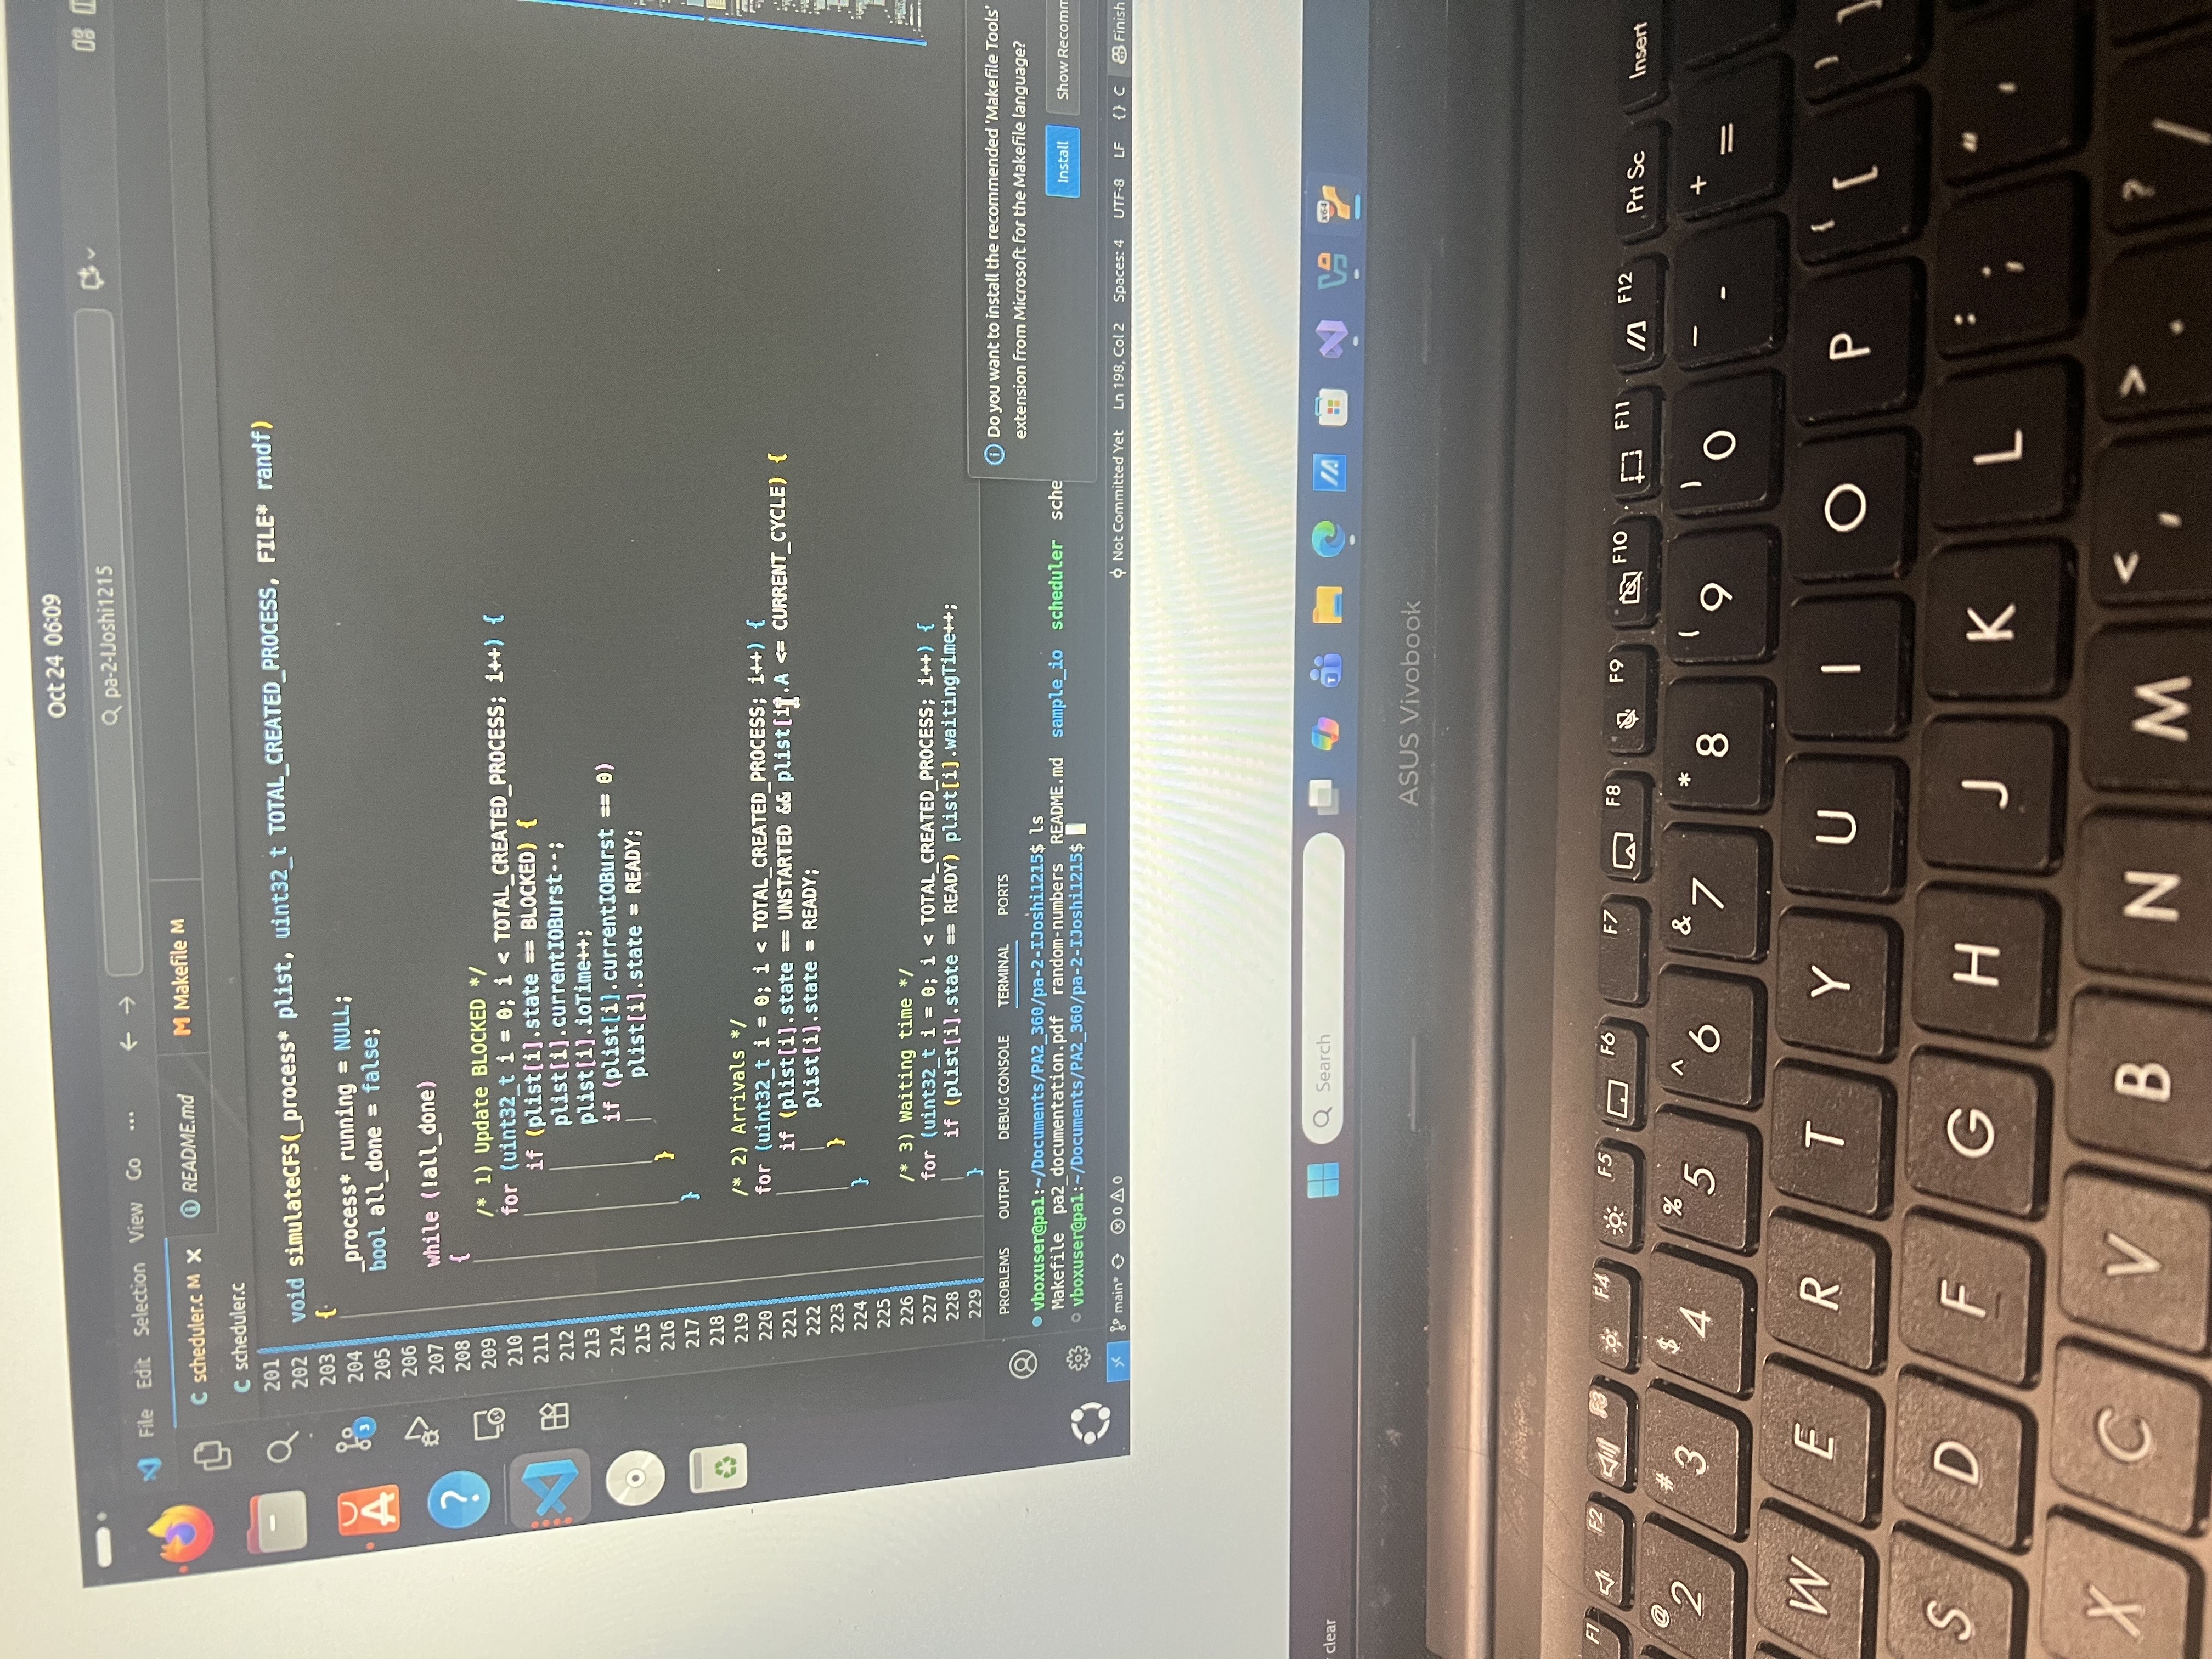 Oct 24 06:09
File Edit Selection View Go ···
pa-2-IJoshi1215
C scheduler.c M X README.md M Makefile M
C scheduler.c
201
202 void simulateCFS(_process* plist, uint32_t TOTAL_CREATED_PROCESS, FILE* randf)
203 {
204 _process* running = NULL;
205 bool all_done = false;
206
207 while (!all_done)
208 {
209 /* 1) Update BLOCKED */
210 for (uint32_t i = 0; i < TOTAL_CREATED_PROCESS; i++) {
211 if (plist[i].state == BLOCKED) {
212 plist[i].currentIOBurst--;
213 plist[i].ioTime++;
214 if (plist[i].currentIOBurst == 0)
215 plist[i].state = READY;
216 }
217 }
218
219 /* 2) Arrivals */
220 for (uint32_t i = 0; i < TOTAL_CREATED_PROCESS; i++) {
221 if (plist[i].state == UNSTARTED && plist[i].A <= CURRENT_CYCLE) {
222 plist[i].state = READY;
223 }
224 }
225
226 /* 3) Waiting time */
227 for (uint32_t i = 0; i < TOTAL_CREATED_PROCESS; i++) {
228 if (plist[i].state == READY) plist[i].waitingTime++;
229 }
3
PROBLEMS OUTPUT DEBUG CONSOLE TERMINAL PORTS
vboxuser@pa1:~/Documents/PA2_360/pa-2-IJoshi1215$ ls
Makefile pa2_documentation.pdf random-numbers README.md sample_io scheduler sche
vboxuser@pa1:~/Documents/PA2_360/pa-2-IJoshi1215$
Do you want to install the recommended 'Makefile Tools'
extension from Microsoft for the Makefile language?
Install Show Recomm
main* 0 0 Not Committed Yet Ln 198, Col 2 Spaces: 4 UTF-8 LF {} C Finish
clear
Search
x64
ASUS Vivobook
F1 F2 F3 F4 F5 F6 F7 F8 F9 F10 F11 F12 Prt Sc Insert
@ 2 # 3 $ 4 % 5 ^ 6 & 7 * 8 ( 9 ) 0 _ - + =
W E R T Y U I O P { [ } ]
S D F G H J K L : ; " '
X C V B N M < , > . ? /